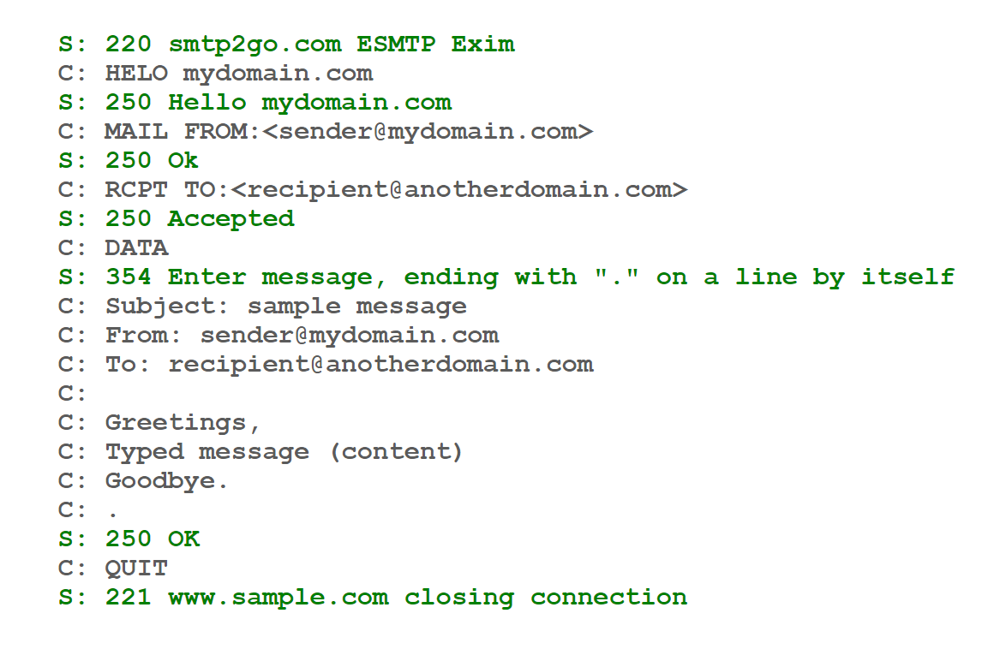 S: 220 smtp2go.com ESMTP Exim
C: HELO mydomain.com
S: 250 Hello mydomain.com
C: MAIL FROM:<sender@mydomain.com>
S: 250 Ok
C: RCPT TO:<recipient@anotherdomain.com>
S: 250 Accepted
C: DATA
S: 354 Enter message, ending with "." on a line by itself
C: Subject: sample message
C: From: sender@mydomain.com
C: To: recipient@anotherdomain.com
C:
C: Greetings,
C: Typed message (content)
C: Goodbye.
C: .
S: 250 OK
C: QUIT
S: 221 www.sample.com closing connection